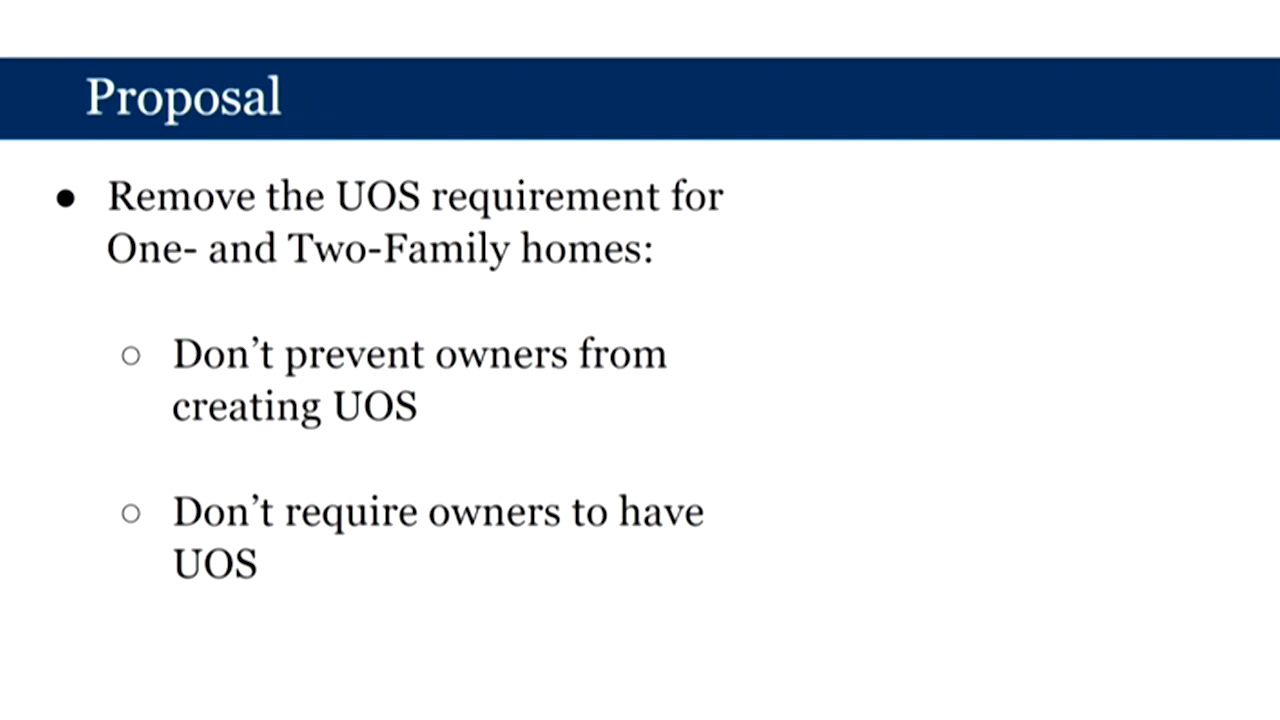 Proposal
● Remove the UOS requirement for
One- and Two-Family homes:
○ Don’t prevent owners from
creating UOS
○ Don’t require owners to have
UOS